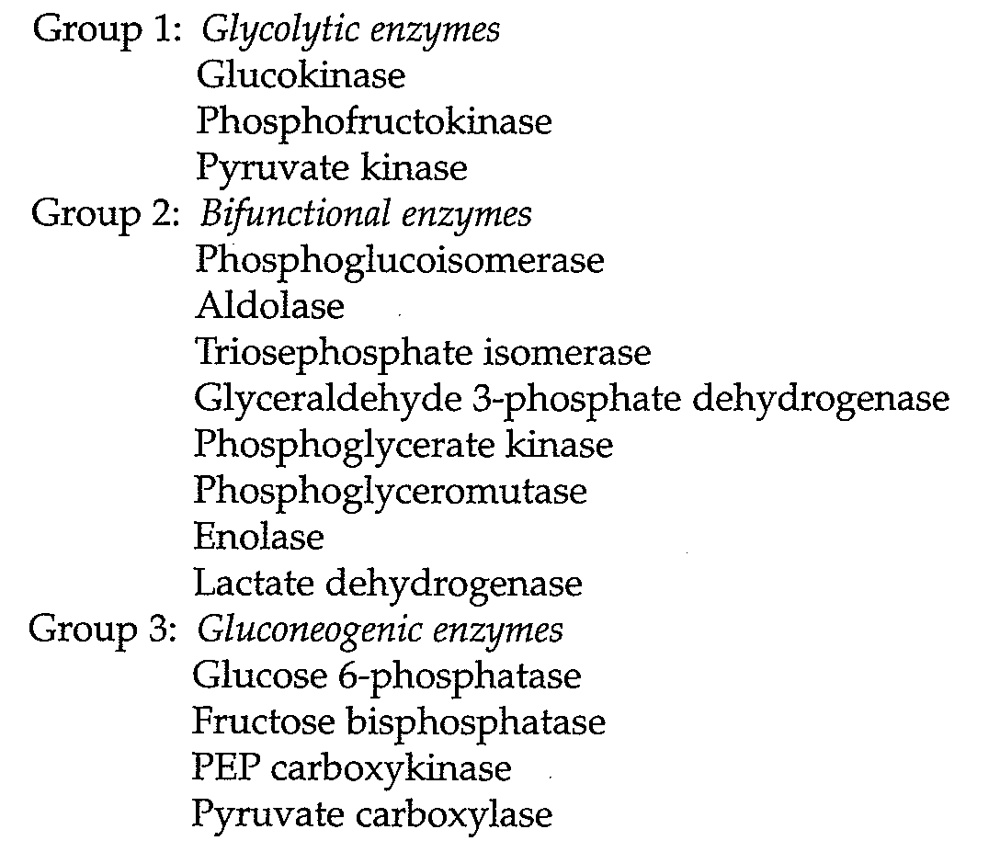 Group 1: Glycolytic enzymes
Glucokinase
Phosphofructokinase
Pyruvate kinase
Group 2: Bifunctional enzymes
Phosphoglucoisomerase
Aldolase
Triosephosphate isomerase
Glyceraldehyde 3-phosphate dehydrogenase
Phosphoglycerate kinase
Phosphoglyceromutase
Enolase
Lactate dehydrogenase
Group 3: Gluconeogenic enzymes
Glucose 6-phosphatase
Fructose bisphosphatase
PEP carboxykinase
Pyruvate carboxylase